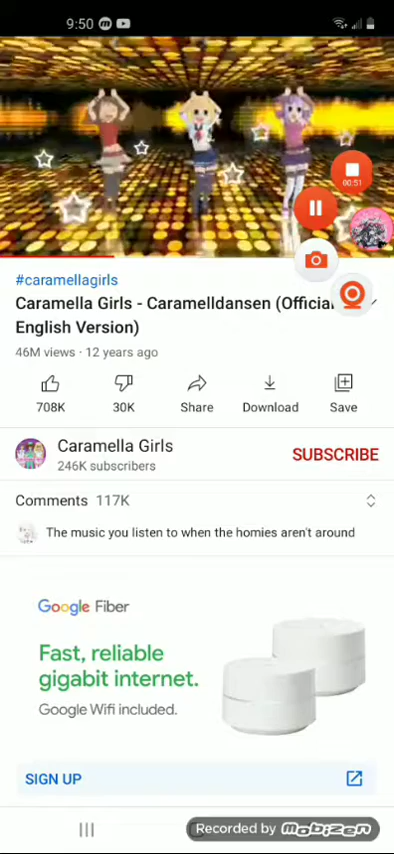 9:50
00:51
#caramellagirls
Caramella Girls - Caramelldansen (Official
English Version)
46M views · 12 years ago
708K
30K
Share
Download
Save
Caramella Girls
246K subscribers
SUBSCRIBE
Comments 117K
The music you listen to when the homies aren't around
Google Fiber
Fast, reliable
gigabit internet.
Google Wifi included.
SIGN UP
Recorded by mobizen